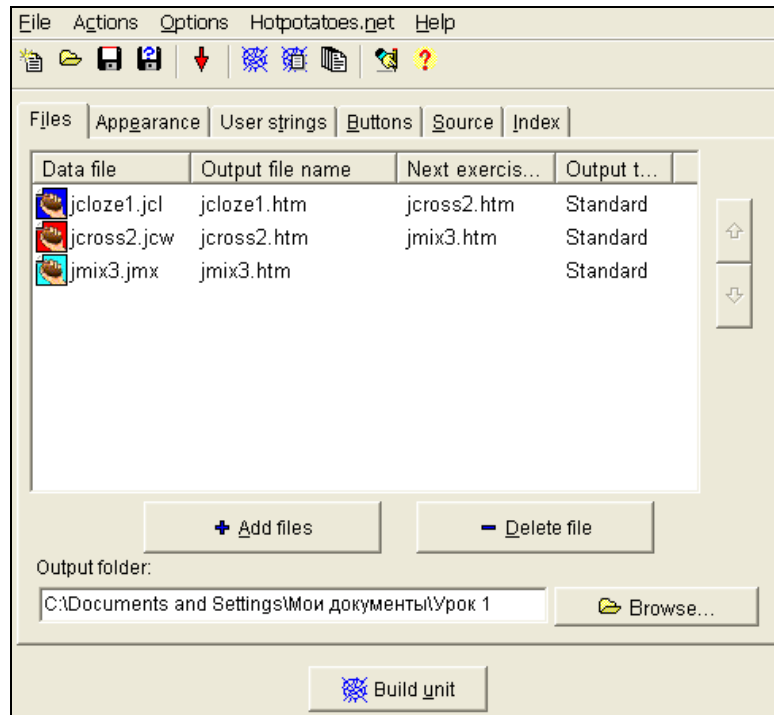 File Actions Options Hotpotatoes.net Help
Files Appearance User strings Buttons Source Index
Data file Output file name Next exercis... Output t...
jcloze1.jcl jcloze1.htm jcross2.htm Standard
jcross2.jcw jcross2.htm jmix3.htm Standard
jmix3.jmx jmix3.htm Standard
+ Add files - Delete file
Output folder:
C:\Documents and Settings\Мои документы\Урок 1 Browse...
Build unit